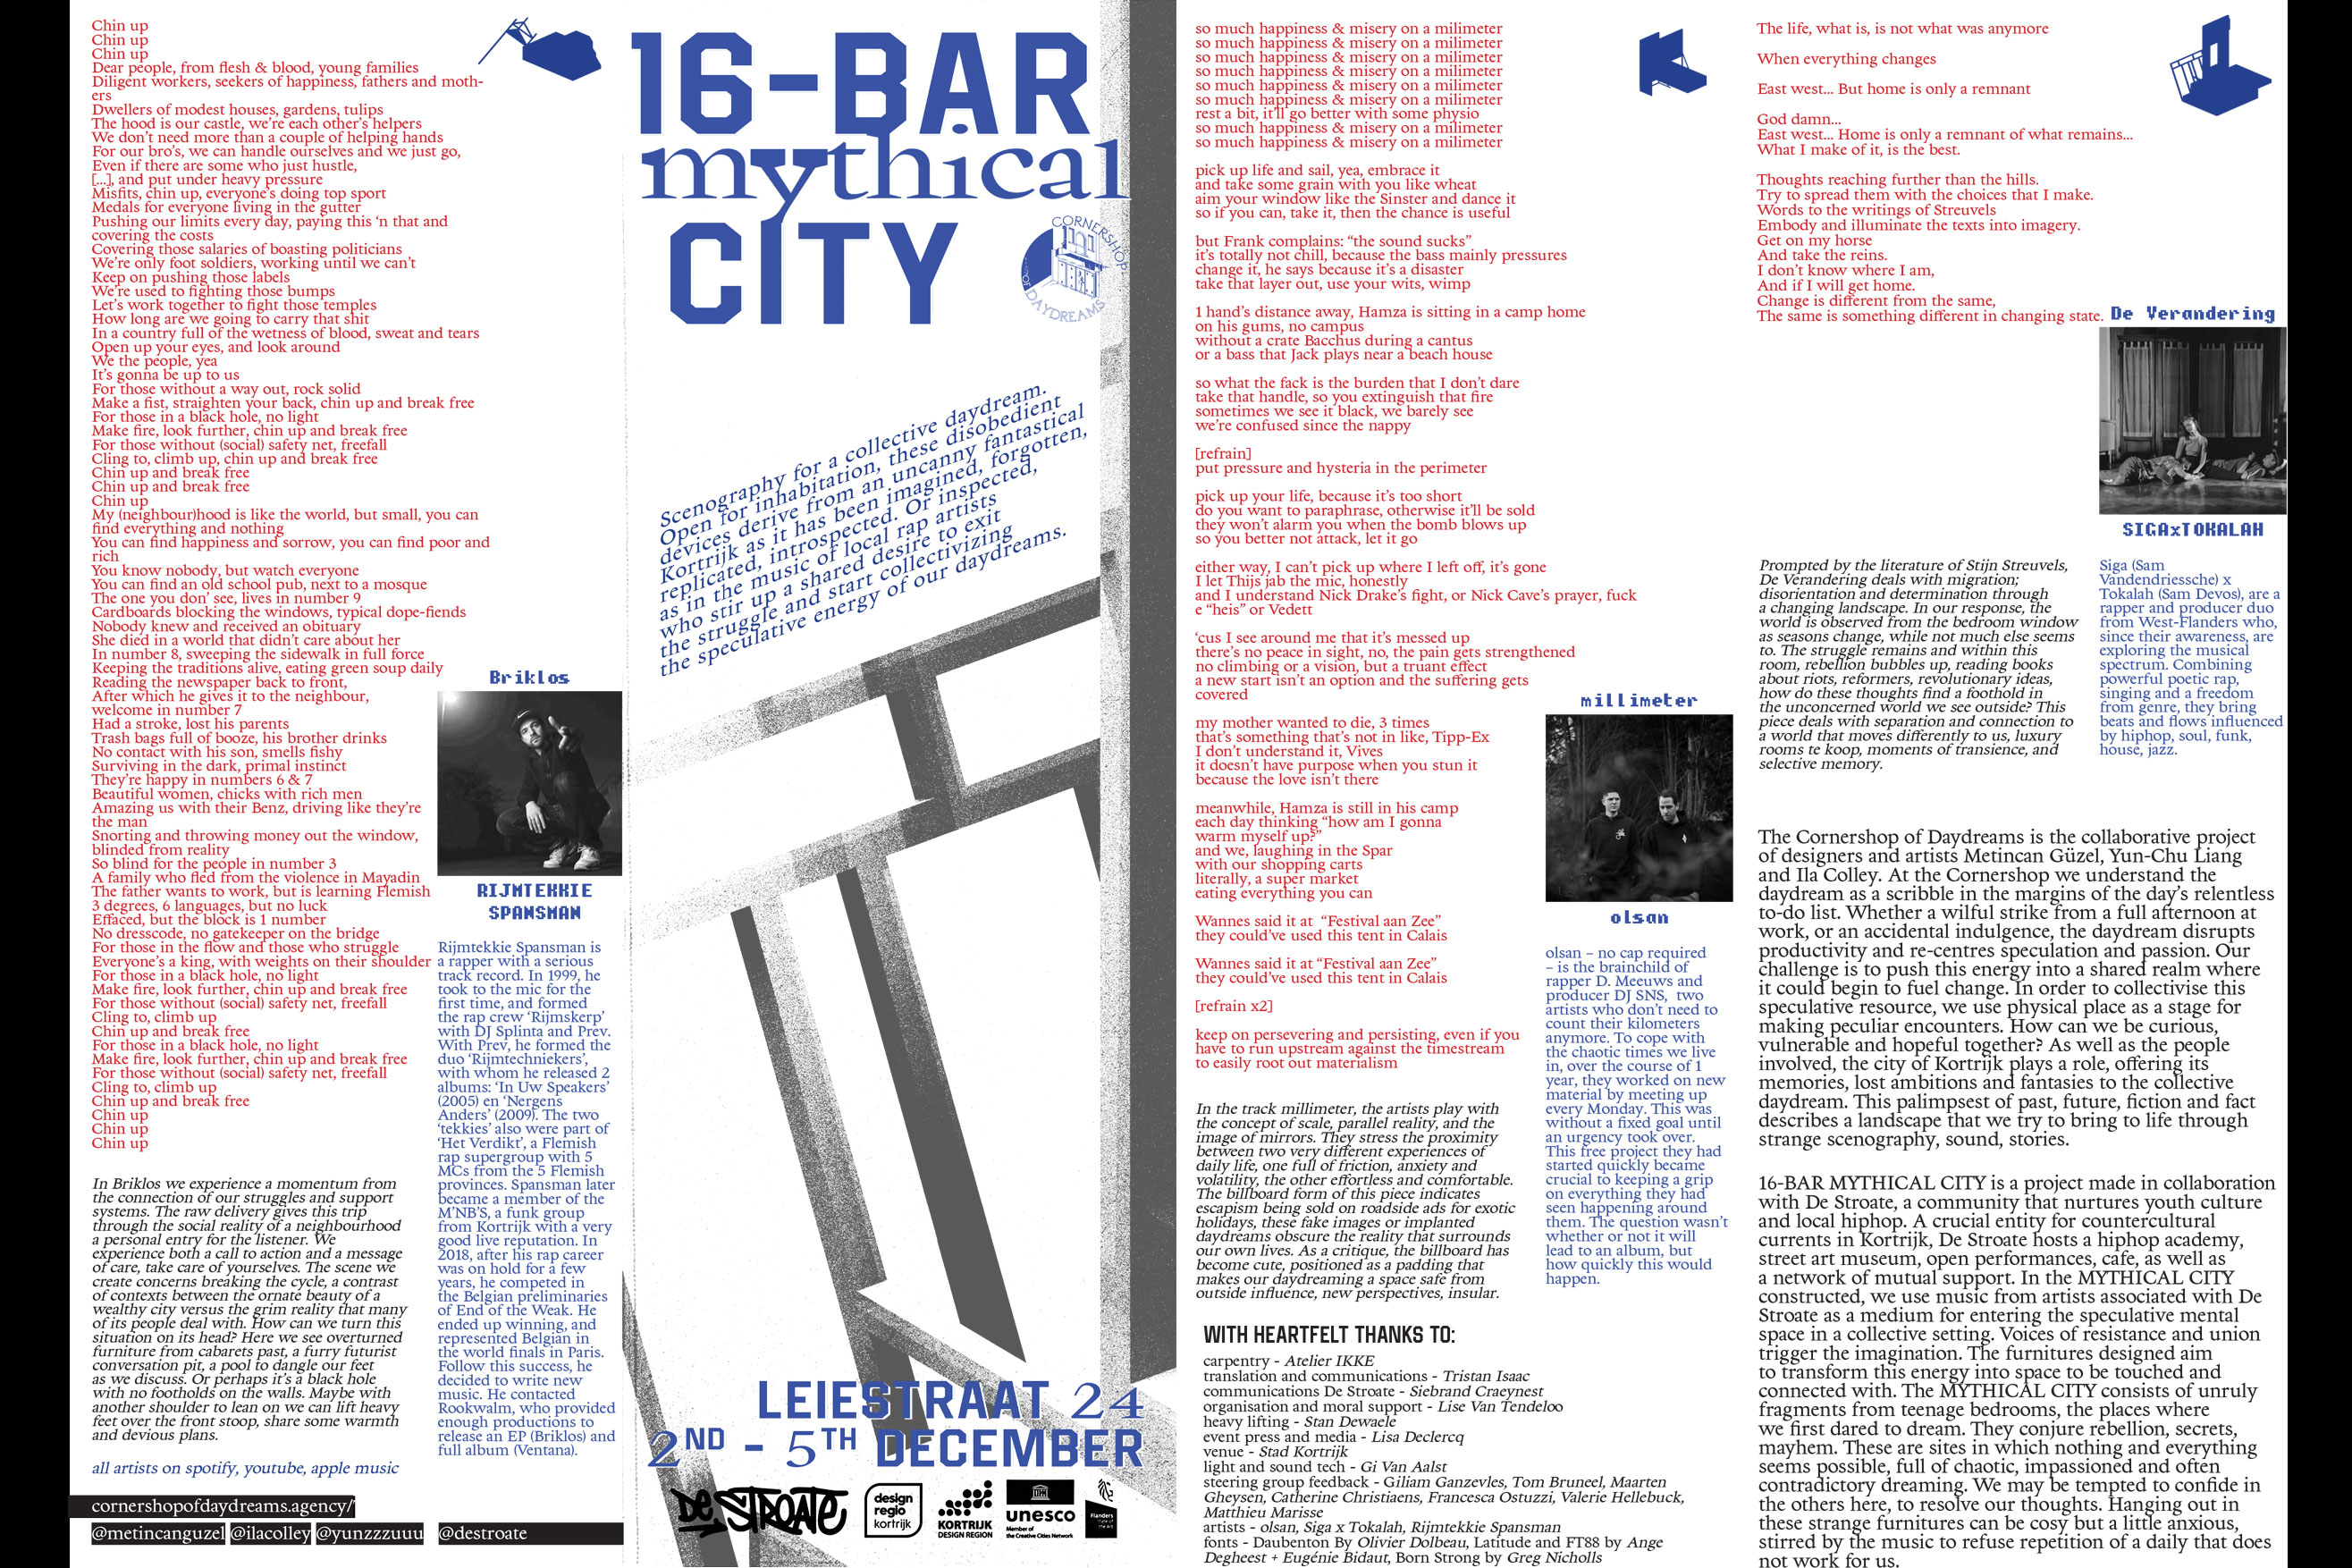 Chin up
Chin up
Chin up
Dear people, from flesh & blood, young families
Diligent workers, seekers of happiness, fathers and moth-
ers
Dwellers of modest houses, gardens, tulips
The hood is our castle, we're each other's helpers
We don't need more than a couple of helping hands
For our bro's, we can handle ourselves and we just go,
Even if there are some who just hustle,
[...], and put under heavy pressure
Misfits, chin up, everyone's doing top sport
Medals for everyone living in the gutter
Pushing our limits every day, paying this 'n that and
covering the costs
Covering those salaries of boasting politicians
We're only foot soldiers, working until we can't
Keep on pushing those labels
We're used to fighting those bumps
Let's work together to fight those temples
How long are we going to carry that shit
In a country full of the wetness of blood, sweat and tears
Open up your eyes, and look around
We the people, yea
It's gonna be up to us
For those without a way out, rock solid
Make a fist, straighten your back, chin up and break free
For those in a black hole, no light
Make fire, look further, chin up and break free
For those without (social) safety net, freefall
Cling to, climb up, chin up and break free
Chin up and break free
Chin up and break free
Chin up
My (neighbour)hood is like the world, but small, you can
find everything and nothing
You can find happiness and sorrow, you can find poor and
rich
You know nobody, but watch everyone
You can find an old school pub, next to a mosque
The one you don' see, lives in number 9
Cardboards blocking the windows, typical dope-fiends
Nobody knew and received an obituary
She died in a world that didn't care about her
In number 8, sweeping the sidewalk in full force
Keeping the traditions alive, eating green soup daily
Reading the newspaper back to front,
After which he gives it to the neighbour,
welcome in number 7
Had a stroke, lost his parents
Trash bags full of booze, his brother drinks
No contact with his son, smells fishy
Surviving in the dark, primal instinct
They're happy in numbers 6 & 7
Beautiful women, chicks with rich men
Amazing us with their Benz, driving like they're
the man
Snorting and throwing money out the window,
blinded from reality
So blind for the people in number 3
A family who fled from the violence in Mayadin
The father wants to work, but is learning Flemish
3 degrees, 6 languages, but no luck
Effaced, but the block is 1 number
No dresscode, no gatekeeper on the bridge
For those in the flow and those who struggle
Everyone's a king, with weights on their shoulder
For those in a black hole, no light
Make fire, look further, chin up and break free
For those without (social) safety net, freefall
Cling to, climb up
Chin up and break free
For those in a black hole, no light
Make fire, look further, chin up and break free
For those without (social) safety net, freefall
Cling to, climb up
Chin up and break free
Chin up
Chin up
Chin up
In Briklos we experience a momentum from
the connection of our struggles and support
systems. The raw delivery gives this trip
through the social reality of a neighbourhood
a personal entry for the listener. We
experience both a call to action and a message
of care, take care of yourselves. The scene we
create concerns breaking the cycle, a contrast
of contexts between the ornate beauty of a
wealthy city versus the grim reality that many
of its people deal with. How can we turn this
situation on its head? Here we see overturned
furniture from cabarets past, a furry futurist
conversation pit, a pool to dangle our feet
as we discuss. Or perhaps it's a black hole
with no footholds on the walls. Maybe with
another shoulder to lean on we can lift heavy
feet over the front stoop, share some warmth
and devious plans.
all artists on spotify, youtube, apple music
cornershopofdaydreams.agency/
@metincanguzel @ilacolley @yunzzzuuu @destroate
Briklos
RIJMTEKKIE
SPANSMAN
Rijmtekkie Spansman is
a rapper with a serious
track record. In 1999, he
took to the mic for the
first time, and formed
the rap crew 'Rijmskerp'
with DJ Splinta and Prev.
With Prev, he formed the
duo 'Rijmtechniekers',
with whom he released 2
albums: 'In Uw Speakers'
(2005) en 'Nergens
Anders' (2009). The two
'tekkies' also were part of
'Het Verdikt', a Flemish
rap supergroup with 5
MCs from the 5 Flemish
provinces. Spansman later
became a member of the
M'NB'S, a funk group
from Kortrijk with a very
good live reputation. In
2018, after his rap career
was on hold for a few
years, he competed in
the Belgian preliminaries
of End of the Weak. He
ended up winning, and
represented Belgian in
the world finals in Paris.
Follow this success, he
decided to write new
music. He contacted
Rookwalm, who provided
enough productions to
release an EP (Briklos) and
full album (Ventana).
16-BAR
mythical
CITY
CORNERSHOP
OF
DAYDREAMS
Scenography for a collective daydream.
Open for inhabitation, these disobedient
devices derive from an uncanny fantastical
Kortrijk as it has been imagined, forgotten,
replicated, introspected. Or inspected,
as in the music of local rap artists
who stir up a shared desire to exit
the struggle and start collectivizing
the speculative energy of our daydreams.
LEIESTRAAT 24
2ND - 5TH DECEMBER
DE STROATE
design
regio
kortrijk
KORTRIJK
DESIGN REGION
unesco
Member of
the Creative Cities Network
Flanders
State of
the Art
so much happiness & misery on a milimeter
so much happiness & misery on a milimeter
so much happiness & misery on a milimeter
so much happiness & misery on a milimeter
so much happiness & misery on a milimeter
so much happiness & misery on a milimeter
rest a bit, it'll go better with some physio
so much happiness & misery on a milimeter
so much happiness & misery on a milimeter
pick up life and sail, yea, embrace it
and take some grain with you like wheat
aim your window like the Sinster and dance it
so if you can, take it, then the chance is useful
but Frank complains: "the sound sucks"
it's totally not chill, because the bass mainly pressures
change it, he says because it's a disaster
take that layer out, use your wits, wimp
1 hand's distance away, Hamza is sitting in a camp home
on his gums, no campus
without a crate Bacchus during a cantus
or a bass that Jack plays near a beach house
so what the fack is the burden that I don't dare
take that handle, so you extinguish that fire
sometimes we see it black, we barely see
we're confused since the nappy
[refrain]
put pressure and hysteria in the perimeter
pick up your life, because it's too short
do you want to paraphrase, otherwise it'll be sold
they won't alarm you when the bomb blows up
so you better not attack, let it go
either way, I can't pick up where I left off, it's gone
I let Thijs jab the mic, honestly
and I understand Nick Drake's fight, or Nick Cave's prayer, fuck
e "heis" or Vedett
'cus I see around me that it's messed up
there's no peace in sight, no, the pain gets strengthened
no climbing or a vision, but a truant effect
a new start isn't an option and the suffering gets
covered
my mother wanted to die, 3 times
that's something that's not in like, Tipp-Ex
I don't understand it, Vives
it doesn't have purpose when you stun it
because the love isn't there
meanwhile, Hamza is still in his camp
each day thinking "how am I gonna
warm myself up?"
and we, laughing in the Spar
with our shopping carts
literally, a super market
eating everything you can
Wannes said it at "Festival aan Zee"
they could've used this tent in Calais
Wannes said it at "Festival aan Zee"
they could've used this tent in Calais
[refrain x2]
keep on persevering and persisting, even if you
have to run upstream against the timestream
to easily root out materialism
In the track millimeter, the artists play with
the concept of scale, parallel reality, and the
image of mirrors. They stress the proximity
between two very different experiences of
daily life, one full of friction, anxiety and
volatility, the other effortless and comfortable.
The billboard form of this piece indicates
escapism being sold on roadside ads for exotic
holidays, these fake images or implanted
daydreams obscure the reality that surrounds
our own lives. As a critique, the billboard has
become cute, positioned as a padding that
makes our daydreaming a space safe from
outside influence, new perspectives, insular.
millimeter
olsan
olsan – no cap required
– is the brainchild of
rapper D. Meeuws and
producer DJ SNS, two
artists who don't need to
count their kilometers
anymore. To cope with
the chaotic times we live
in, over the course of 1
year, they worked on new
material by meeting up
every Monday. This was
without a fixed goal until
an urgency took over.
This free project they had
started quickly became
crucial to keeping a grip
on everything they had
seen happening around
them. The question wasn't
whether or not it will
lead to an album, but
how quickly this would
happen.
WITH HEARTFELT THANKS TO:
carpentry - Atelier IKKE
translation and communications - Tristan Isaac
communications De Stroate - Siebrand Craeynest
organisation and moral support - Lise Van Tendeloo
heavy lifting - Stan Dewaele
event press and media - Lisa Declercq
venue - Stad Kortrijk
light and sound tech - Gi Van Aalst
steering group feedback - Giliam Ganzevles, Tom Bruneel, Maarten
Gheysen, Catherine Christiaens, Francesca Ostuzzi, Valerie Hellebuck,
Matthieu Marisse
artists - olsan, Siga x Tokalah, Rijmtekkie Spansman
fonts - Daubenton By Olivier Dolbeau, Latitude and FT88 by Ange
Degheest + Eugénie Bidaut, Born Strong by Greg Nicholls
The life, what is, is not what was anymore
When everything changes
East west... But home is only a remnant
God damn...
East west... Home is only a remnant of what remains...
What I make of it, is the best.
Thoughts reaching further than the hills.
Try to spread them with the choices that I make.
Words to the writings of Streuvels
Embody and illuminate the texts into imagery.
Get on my horse
And take the reins.
I don't know where I am,
And if I will get home.
Change is different from the same,
The same is something different in changing state.
De Verandering
SIGAxTOKALAH
Prompted by the literature of Stijn Streuvels,
De Verandering deals with migration;
disorientation and determination through
a changing landscape. In our response, the
world is observed from the bedroom window
as seasons change, while not much else seems
to. The struggle remains and within this
room, rebellion bubbles up, reading books
about riots, reformers, revolutionary ideas,
how do these thoughts find a foothold in
the unconcerned world we see outside? This
piece deals with separation and connection to
a world that moves differently to us, luxury
rooms te koop, moments of transience, and
selective memory.
Siga (Sam
Vandendriessche) x
Tokalah (Sam Devos), are a
rapper and producer duo
from West-Flanders who,
since their awareness, are
exploring the musical
spectrum. Combining
powerful poetic rap,
singing and a freedom
from genre, they bring
beats and flows influenced
by hiphop, soul, funk,
house, jazz.
The Cornershop of Daydreams is the collaborative project
of designers and artists Metincan Güzel, Yun-Chu Liang
and Ila Colley. At the Cornershop we understand the
daydream as a scribble in the margins of the day's relentless
to-do list. Whether a wilful strike from a full afternoon at
work, or an accidental indulgence, the daydream disrupts
productivity and re-centres speculation and passion. Our
challenge is to push this energy into a shared realm where
it could begin to fuel change. In order to collectivise this
speculative resource, we use physical place as a stage for
making peculiar encounters. How can we be curious,
vulnerable and hopeful together? As well as the people
involved, the city of Kortrijk plays a role, offering its
memories, lost ambitions and fantasies to the collective
daydream. This palimpsest of past, future, fiction and fact
describes a landscape that we try to bring to life through
strange scenography, sound, stories.
16-BAR MYTHICAL CITY is a project made in collaboration
with De Stroate, a community that nurtures youth culture
and local hiphop. A crucial entity for countercultural
currents in Kortrijk, De Stroate hosts a hiphop academy,
street art museum, open performances, cafe, as well as
a network of mutual support. In the MYTHICAL CITY
constructed, we use music from artists associated with De
Stroate as a medium for entering the speculative mental
space in a collective setting. Voices of resistance and union
trigger the imagination. The furnitures designed aim
to transform this energy into space to be touched and
connected with. The MYTHICAL CITY consists of unruly
fragments from teenage bedrooms, the places where
we first dared to dream. They conjure rebellion, secrets,
mayhem. These are sites in which nothing and everything
seems possible, full of chaotic, impassioned and often
contradictory dreaming. We may be tempted to confide in
the others here, to resolve our thoughts. Hanging out in
these strange furnitures can be cosy but a little anxious,
stirred by the music to refuse repetition of a daily that does
not work for us.